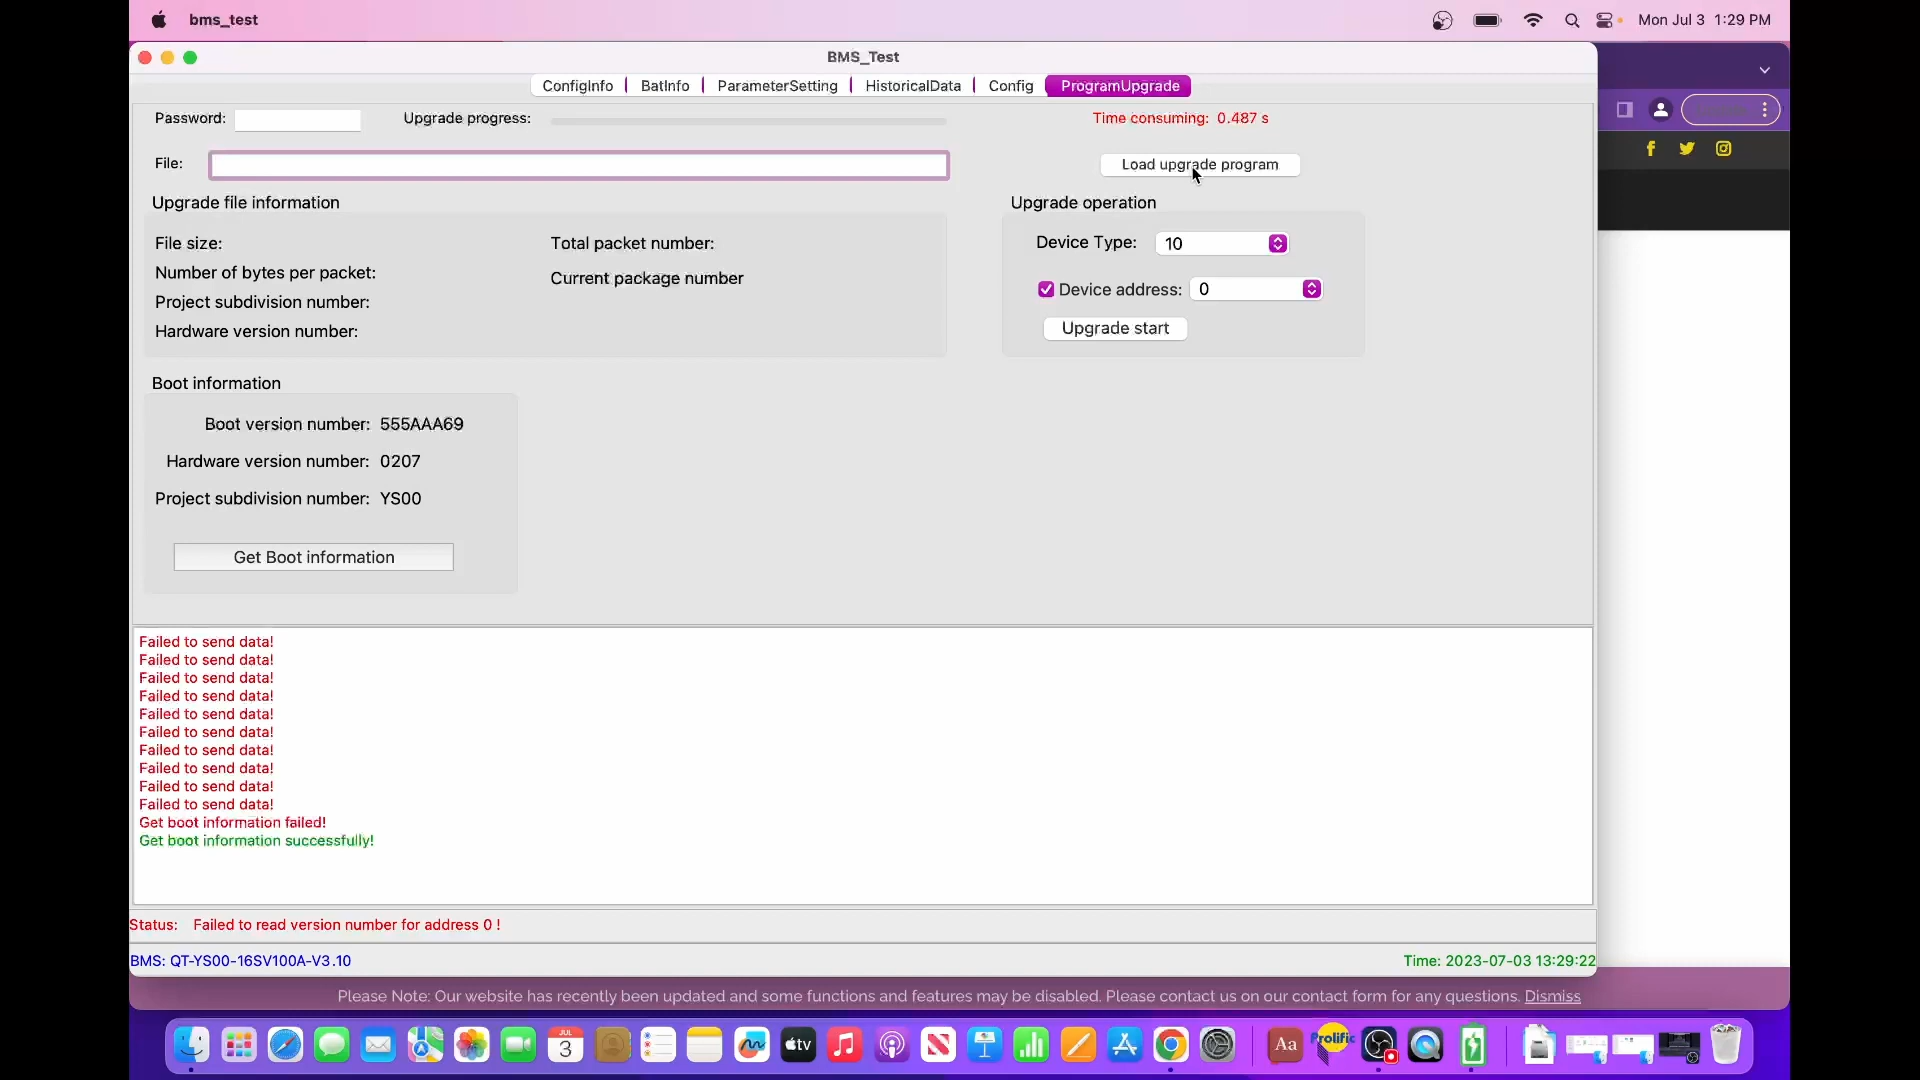 bms_test
Mon Jul 3 1:29 PM
BMS_Test
ConfigInfo
BatInfo
ParameterSetting
HistoricalData
Config
ProgramUpgrade
Password:
Upgrade progress:
Time consuming: 0.487 s
File:
Load upgrade program
Upgrade file information
File size:
Total packet number:
Number of bytes per packet:
Current package number
Project subdivision number:
Hardware version number:
Upgrade operation
Device Type: 10
Device address: 0
Upgrade start
Boot information
Boot version number: 555AAA69
Hardware version number: 0207
Project subdivision number: YS00
Get Boot information
Failed to send data!
Failed to send data!
Failed to send data!
Failed to send data!
Failed to send data!
Failed to send data!
Failed to send data!
Failed to send data!
Failed to send data!
Failed to send data!
Get boot information failed!
Get boot information successfully!
Status: Failed to read version number for address 0 !
BMS: QT-YS00-16SV100A-V3.10
Time: 2023-07-03 13:29:22
Please Note: Our website has recently been updated and some functions and features may be disabled. Please contact us on our contact form for any questions. Dismiss
JUL
3
tv
Aa
Prolific